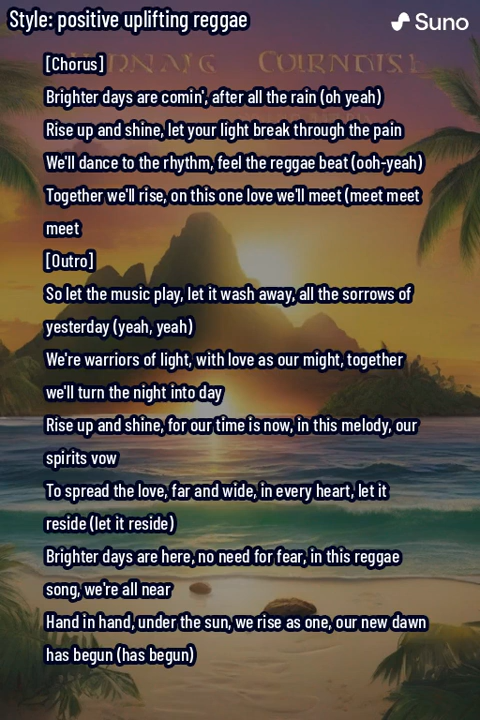 Style: positive uplifting reggae
Suno
[Chorus]
Brighter days are comin', after all the rain (oh yeah)
Rise up and shine, let your light break through the pain
We'll dance to the rhythm, feel the reggae beat (ooh-yeah)
Together we'll rise, on this one love we'll meet (meet meet
meet
[Outro]
So let the music play, let it wash away, all the sorrows of
yesterday (yeah, yeah)
We're warriors of light, with love as our might, together
we'll turn the night into day
Rise up and shine, for our time is now, in this melody, our
spirits vow
To spread the love, far and wide, in every heart, let it
reside (let it reside)
Brighter days are here, no need for fear, in this reggae
song, we're all near
Hand in hand, under the sun, we rise as one, our new dawn
has begun (has begun)